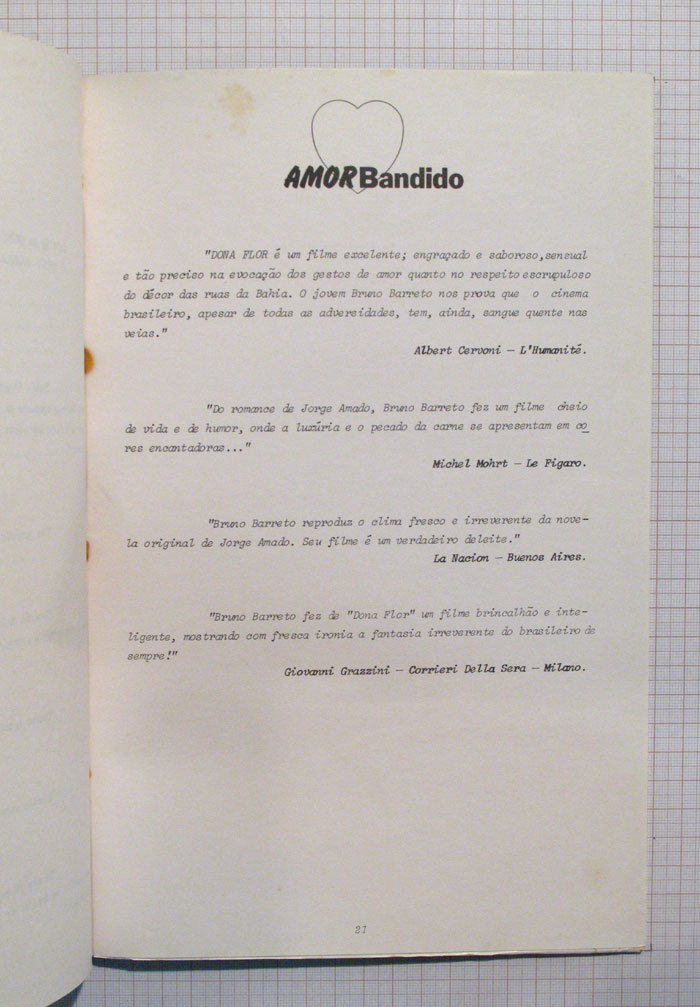 AMORBandido
"DONA FLOR é um filme excelente; engraçado e saboroso,sensual
e tão preciso na evocação dos gestos de amor quanto no respeito escrupuloso
do décor das ruas da Bahia. O jovem Bruno Barreto nos prova que o cinema
brasileiro, apesar de todas as adversidades, tem, ainda, sangue quente nas
veias."
Albert Cervoni — L'Humanité.
"Do romance de Jorge Amado, Bruno Barreto fez um filme cheio
de vida e de humor, onde a luxúria e o pecado da carne se apresentam em co
res encantadoras..."
Michel Mohrt — Le Figaro.
"Bruno Barreto reproduz o clima fresco e irreverente da nove-
la original de Jorge Amado. Seu filme é um verdadeiro deleite."
La Nacion — Buenos Aires.
"Bruno Barreto fez de "Dona Flor" um filme brincalhão e inte-
ligente, mostrando com fresca ironia a fantasia irreverente do brasileiro de
sempre!"
Giovanni Grazzini — Corrieri Della Sera — Milano.
27